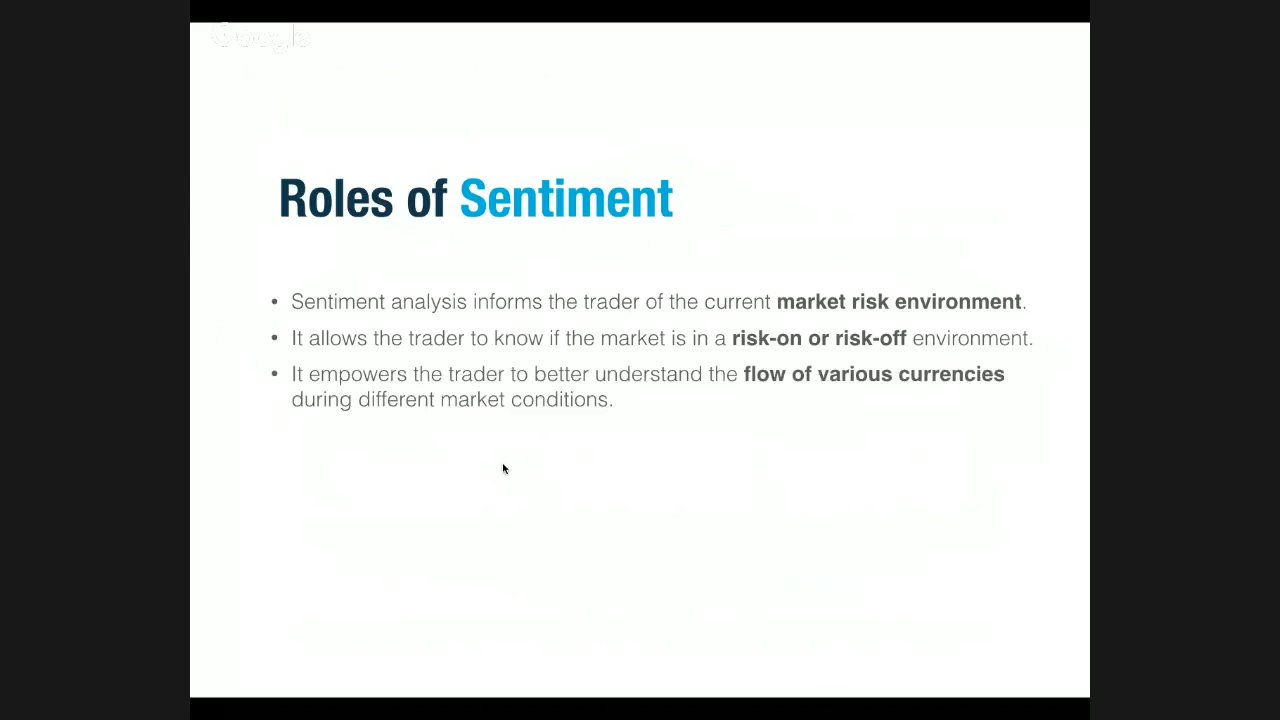 Google
Roles of Sentiment
• Sentiment analysis informs the trader of the current market risk environment.
• It allows the trader to know if the market is in a risk-on or risk-off environment.
• It empowers the trader to better understand the flow of various currencies
during different market conditions.